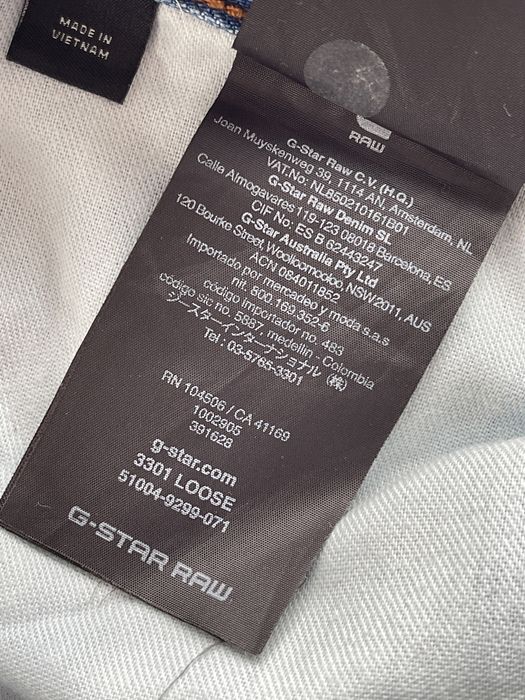 MADE IN
VIETNAM
RAW
G-Star Raw C.V. (H.Q.)
Joan Muyskenweg 39, 1114 AN, Amsterdam, NL
VAT.No: NL850210161B01
G-Star Raw Denim SL
Calle Almogavares 119-123 08018 Barcelona, ES
CIF No: ES B 62443247
G-Star Australia Pty Ltd
120 Bourke Street, Woolloomooloo, NSW2011, AUS
ACN 084011852
Importado por mercadeo y moda s.a.s
nit. 800.169.352-6
código importador no. 483
código sic no. 5887, medellin - Colombia
ジースターインターナショナル (株)
Tel : 03-5765-3301
RN 104506 / CA 41169
1002905
391628
g-star.com
3301 LOOSE
51004-9299-071
G-STAR RAW